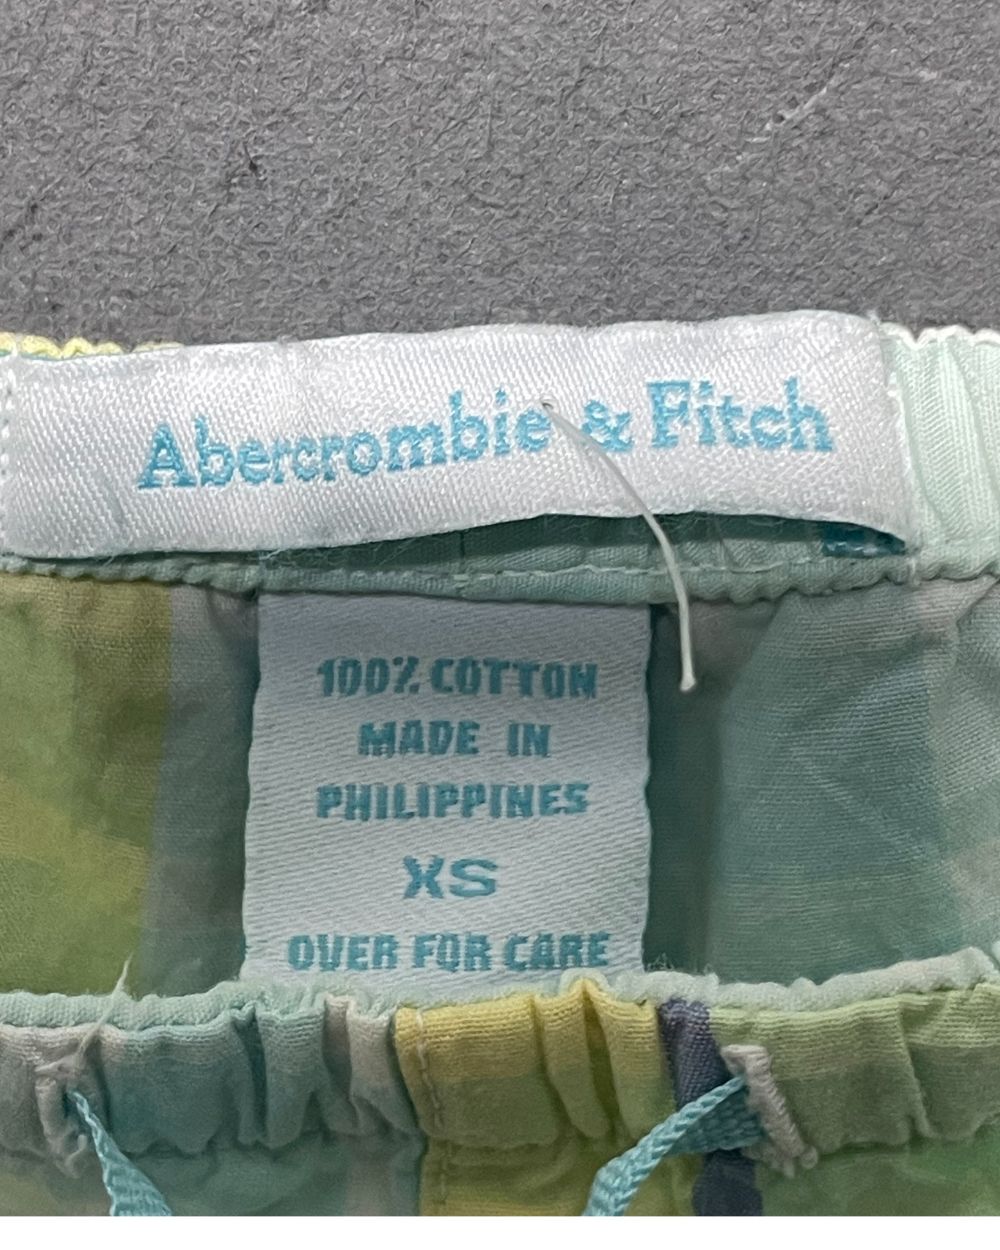 Abercrombie & Fitch
100% COTTON
MADE IN
PHILIPPINES
XS
OVER FOR CARE